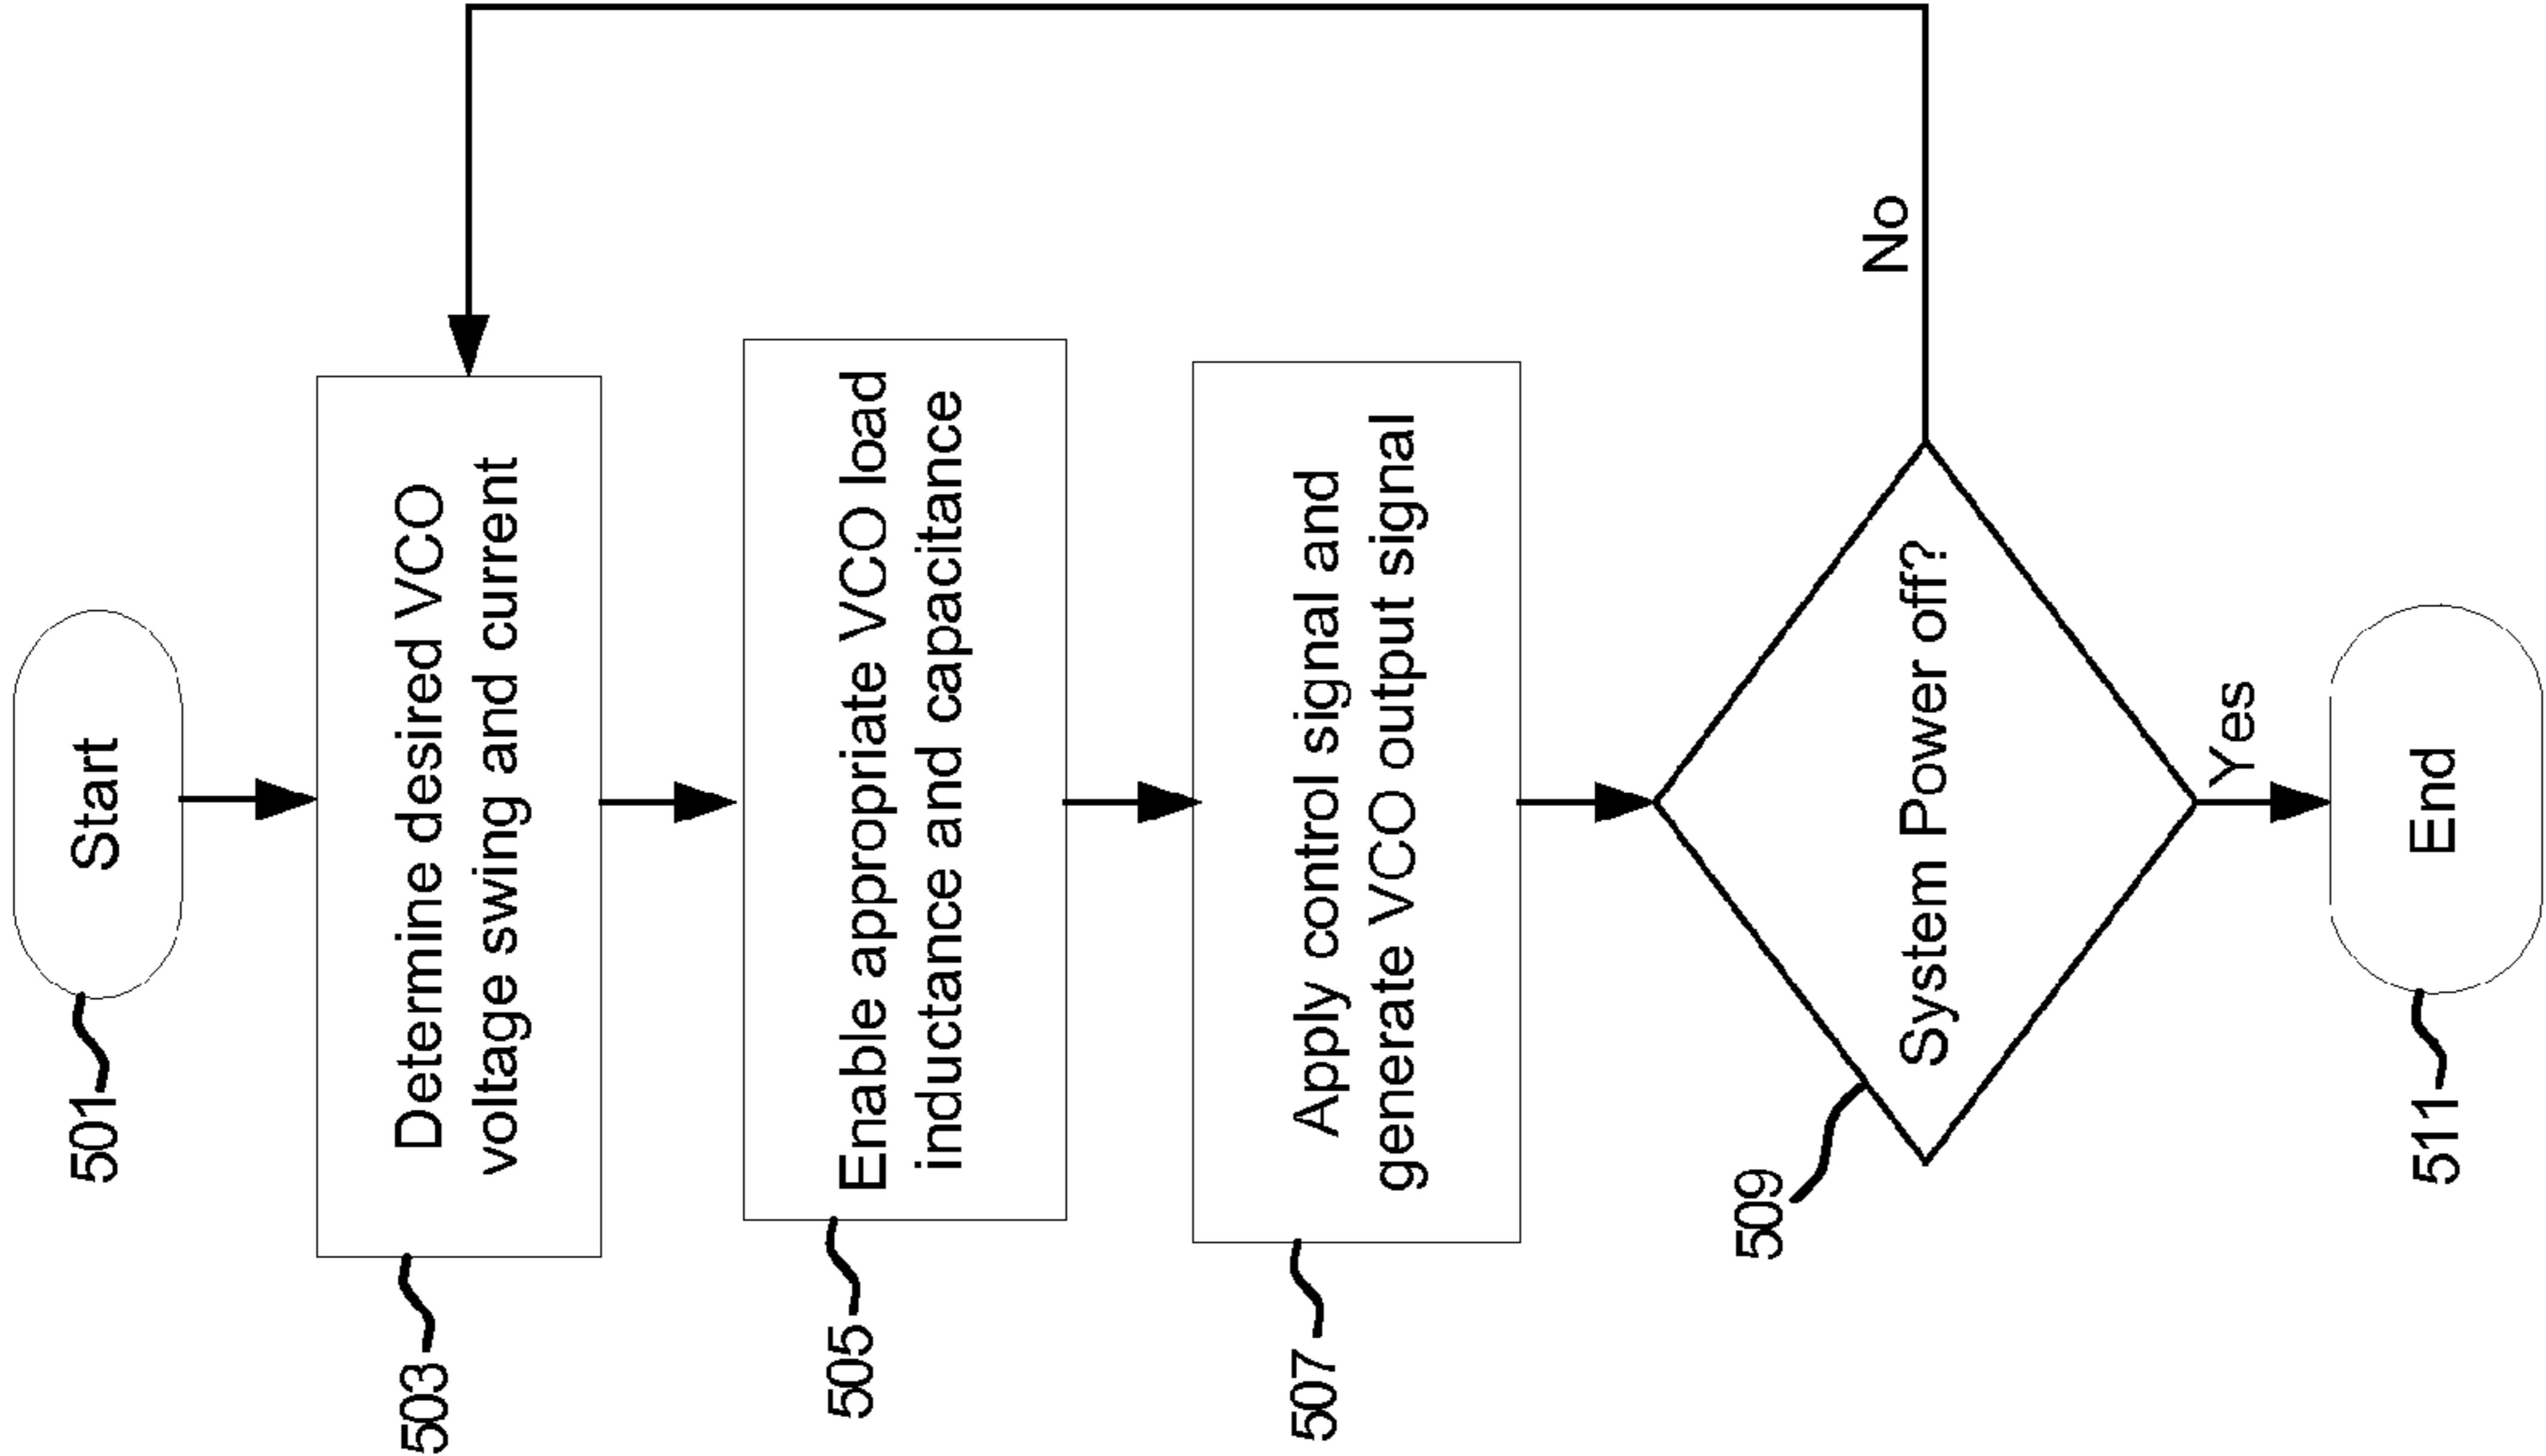 501
Start
503
Determine desired VCO
voltage swing and current
505
Enable appropriate VCO load
inductance and capacitance
507
Apply control signal and
generate VCO output signal
509
System Power off?
No
Yes
511
End